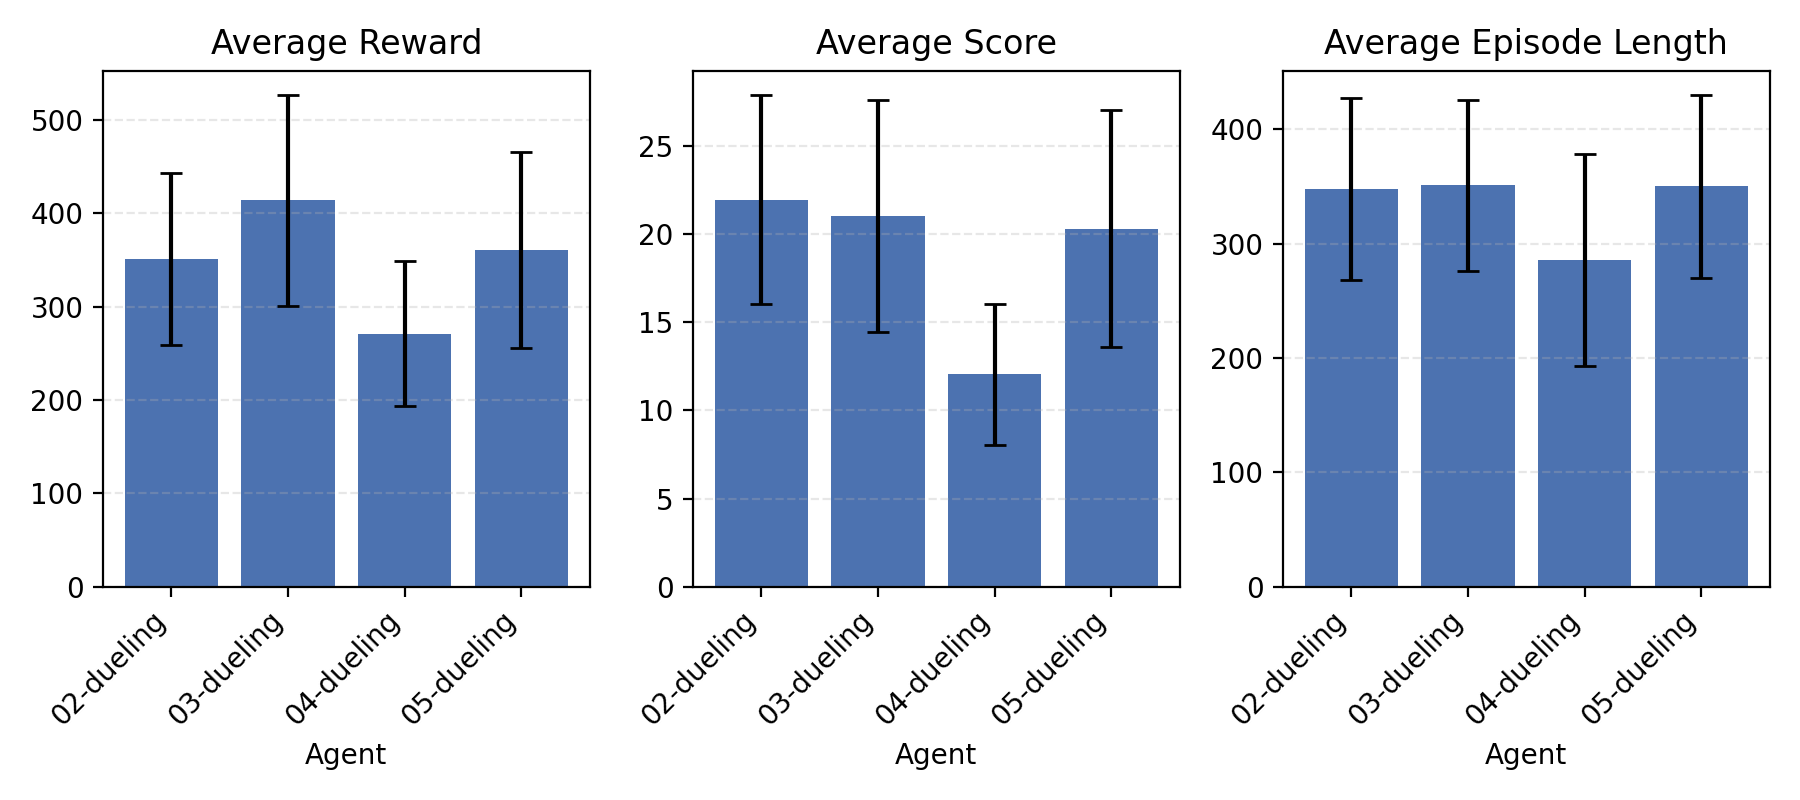 Average Reward
500
400
300
200
100
0
02-dueling
03-dueling
04-dueling
05-dueling
Agent
Average Score
25
20
15
10
5
0
02-dueling
03-dueling
04-dueling
05-dueling
Agent
Average Episode Length
400
300
200
100
0
02-dueling
03-dueling
04-dueling
05-dueling
Agent